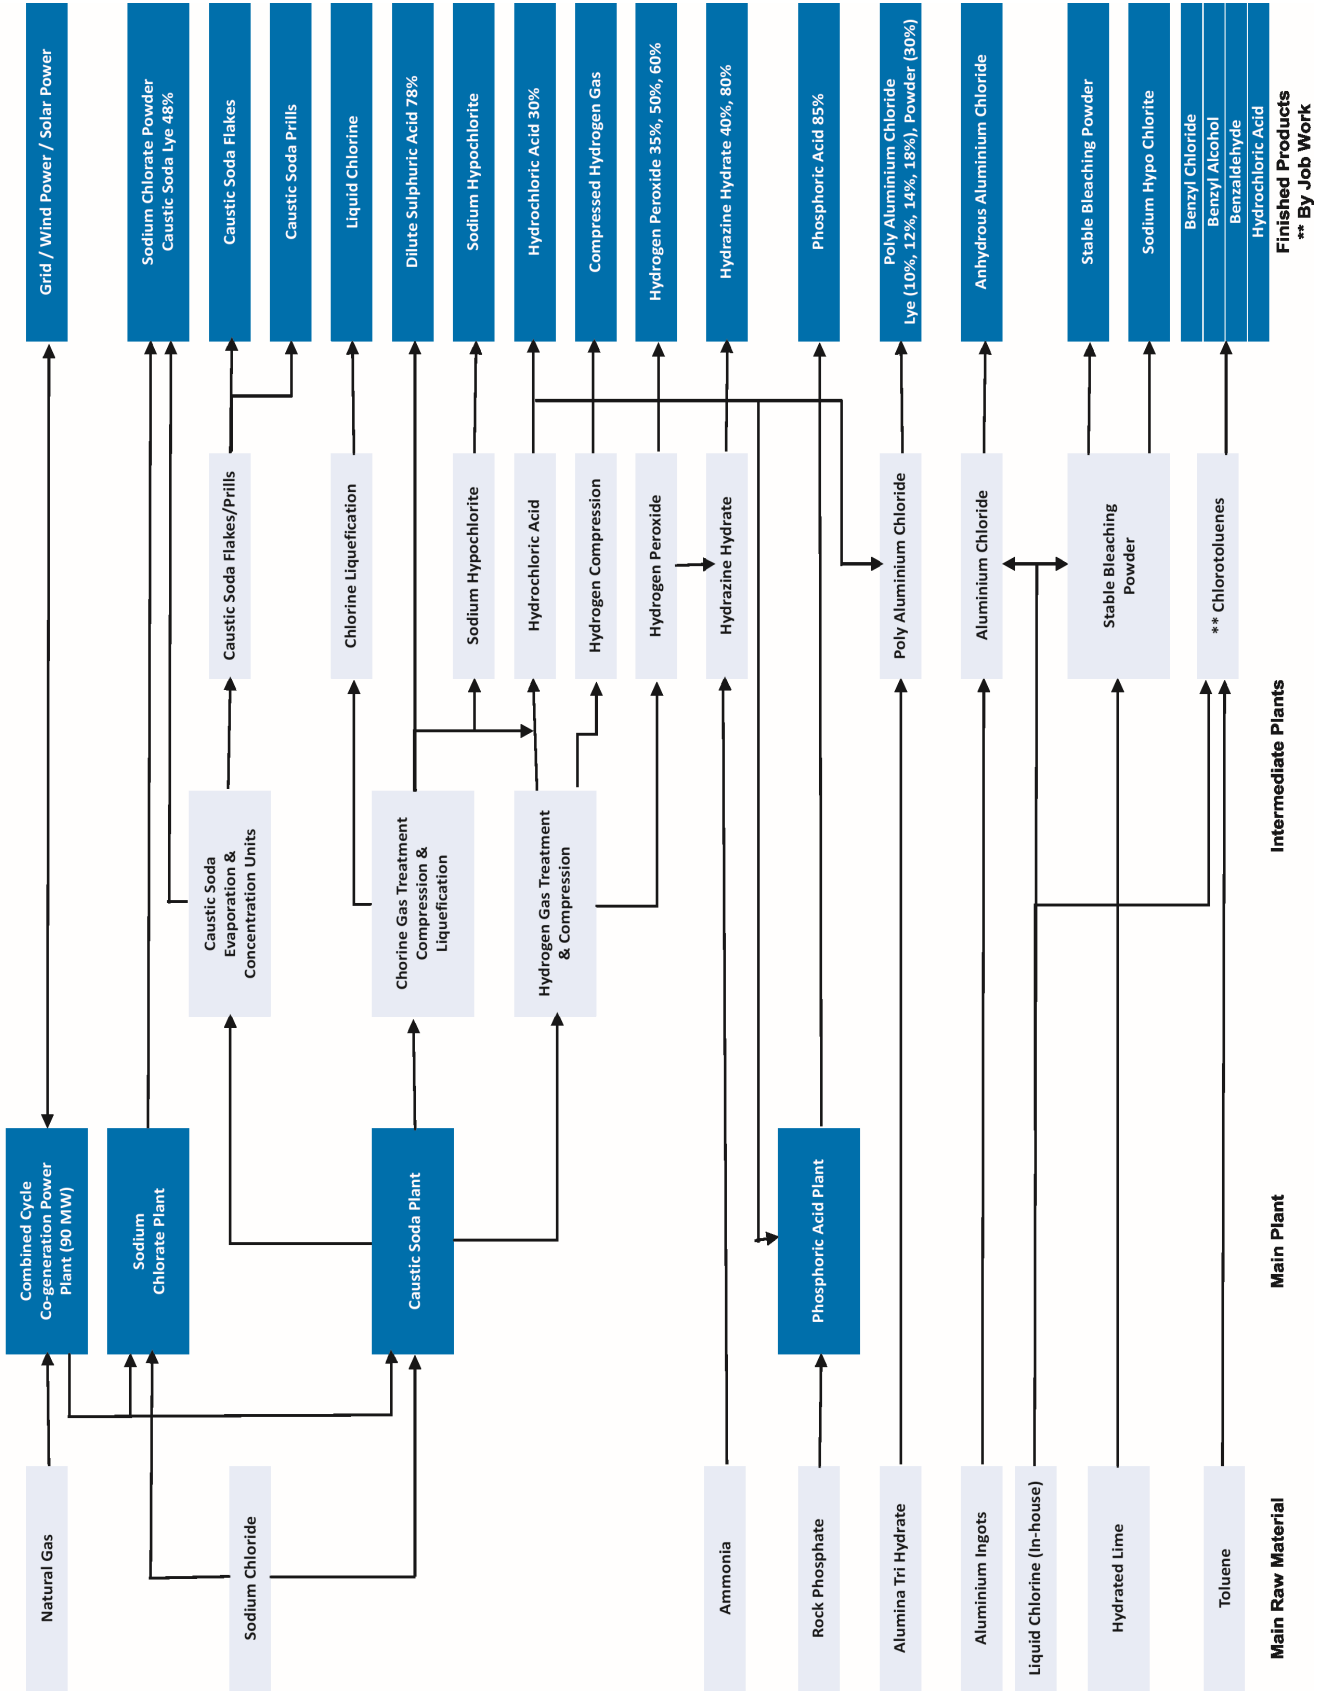 Natural Gas
Sodium Chloride
Ammonia
Rock Phosphate
Alumina Tri Hydrate
Aluminium Ingots
Liquid Chlorine (In-house)
Hydrated Lime
Toluene
Main Raw Material
Combined Cycle
Co-generation Power
Plant (90 MW)
Sodium
Chlorate Plant
Caustic Soda Plant
Phosphoric Acid Plant
Main Plant
Caustic Soda
Evaporation &
Concentration Units
Chorine Gas Treatment
Compression &
Liquefication
Hydrogen Gas Treatment
& Compression
Caustic Soda Flakes/Prills
Chlorine Liquefication
Sodium Hypochlorite
Hydrochloric Acid
Hydrogen Compression
Hydrogen Peroxide
Hydrazine Hydrate
Poly Aluminium Chloride
Aluminium Chloride
Stable Bleaching
Powder
** Chlorotoluenes
Intermediate Plants
Grid / Wind Power / Solar Power
Sodium Chlorate Powder
Caustic Soda Lye 48%
Caustic Soda Flakes
Caustic Soda Prills
Liquid Chlorine
Dilute Sulphuric Acid 78%
Sodium Hypochlorite
Hydrochloric Acid 30%
Compressed Hydrogen Gas
Hydrogen Peroxide 35%, 50%, 60%
Hydrazine Hydrate 40%, 80%
Phosphoric Acid 85%
Poly Aluminium Chloride
Lye (10%, 12%, 14%, 18%), Powder (30%)
Anhydrous Aluminium Chloride
Stable Bleaching Powder
Sodium Hypo Chlorite
Benzyl Chloride
Benzyl Alcohol
Benzaldehyde
Hydrochloric Acid
Finished Products
** By Job Work